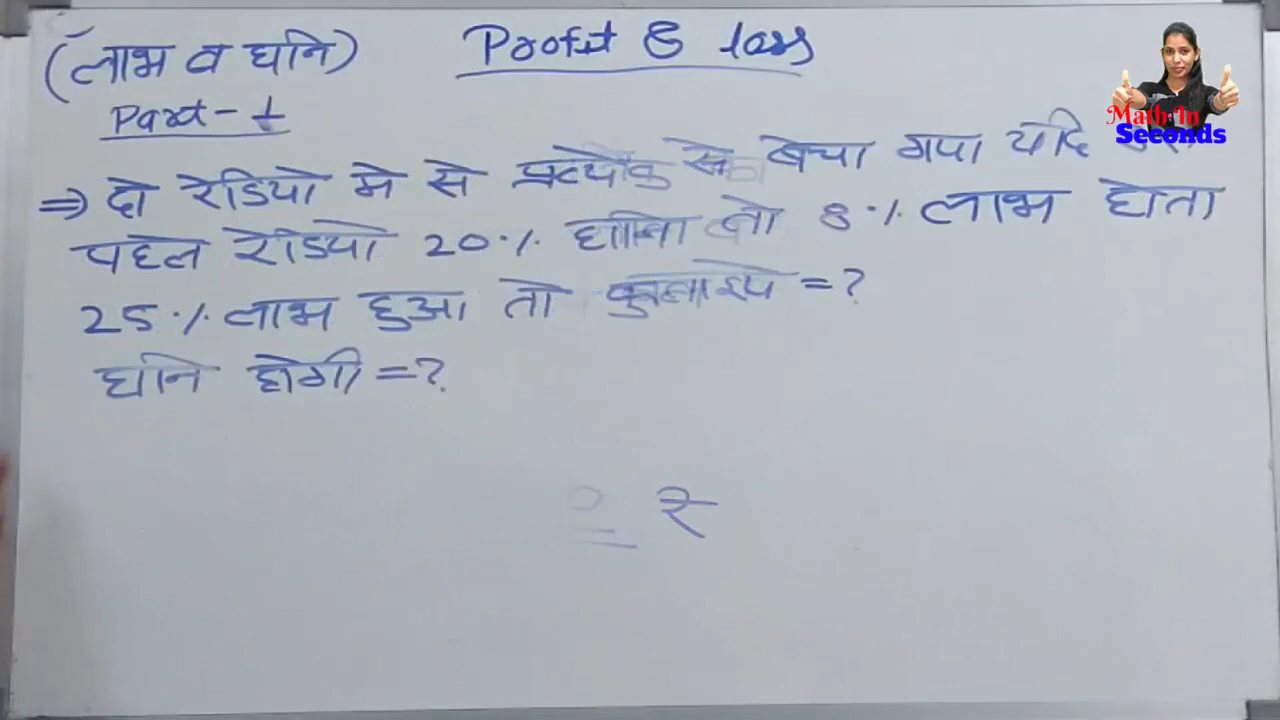 (लाभ व हानि) Profit & loss
Part - 1
⇒ दो रेडियो मे से प्रत्येक बेचा गया यदि
पहले रेडियो 20% 8% लाभ होता
25% लाभ हुआ तो =?
हानि होगी =?
₹
Math In
Seconds